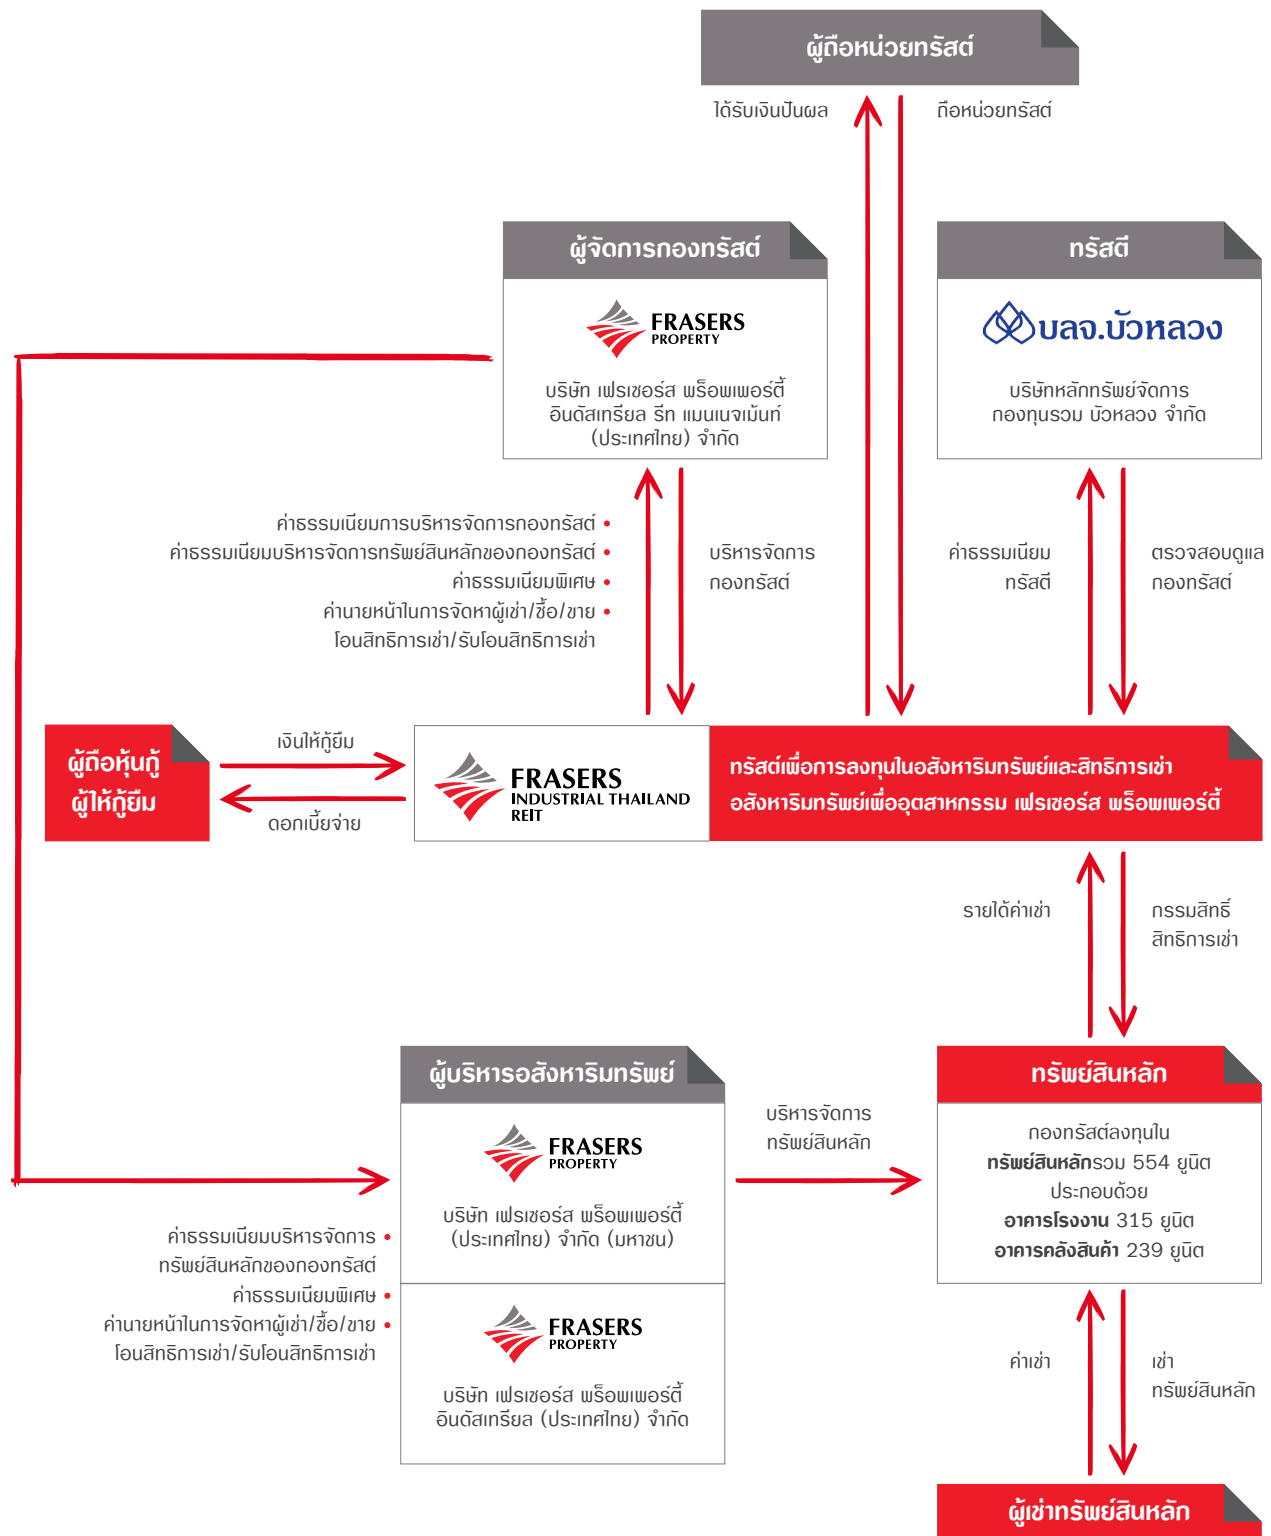 ผู้ถือหน่วยทรัสต์
ได้รับเงินปันผล
ถือหน่วยทรัสต์
ผู้จัดการกองทรัสต์
FRASERS
PROPERTY
บริษัท เฟรเซอร์ส พร็อพเพอร์ตี้
อินดัสเทรียล รีท แมนเนจเม้นท์
(ประเทศไทย) จำกัด
ทรัสตี
บลจ.บัวหลวง
บริษัทหลักทรัพย์จัดการ
กองทุนรวม บัวหลวง จำกัด
ค่าธรรมเนียมการบริหารจัดการกองทรัสต์ •
ค่าธรรมเนียมบริหารจัดการทรัพย์สินหลักของกองทรัสต์ •
ค่าธรรมเนียมพิเศษ •
ค่านายหน้าในการจัดหาผู้เช่า/ซื้อ/ขาย •
โอนสิทธิการเช่า/รับโอนสิทธิการเช่า
บริหารจัดการ
กองทรัสต์
ค่าธรรมเนียม
ทรัสตี
ตรวจสอบดูแล
กองทรัสต์
ผู้ถือหุ้นกู้
ผู้ให้กู้ยืม
เงินให้กู้ยืม
ดอกเบี้ยจ่าย
FRASERS
INDUSTRIAL THAILAND
REIT
ทรัสต์เพื่อการลงทุนในอสังหาริมทรัพย์และสิทธิการเช่า
อสังหาริมทรัพย์เพื่ออุตสาหกรรม เฟรเซอร์ส พร็อพเพอร์ตี้
รายได้ค่าเช่า
กรรมสิทธิ์
สิทธิการเช่า
ผู้บริหารอสังหาริมทรัพย์
FRASERS
PROPERTY
บริษัท เฟรเซอร์ส พร็อพเพอร์ตี้
(ประเทศไทย) จำกัด (มหาชน)
FRASERS
PROPERTY
บริษัท เฟรเซอร์ส พร็อพเพอร์ตี้
อินดัสเทรียล (ประเทศไทย) จำกัด
ค่าธรรมเนียมบริหารจัดการ •
ทรัพย์สินหลักของกองทรัสต์
ค่าธรรมเนียมพิเศษ •
ค่านายหน้าในการจัดหาผู้เช่า/ซื้อ/ขาย •
โอนสิทธิการเช่า/รับโอนสิทธิการเช่า
บริหารจัดการ
ทรัพย์สินหลัก
ทรัพย์สินหลัก
กองทรัสต์ลงทุนใน
ทรัพย์สินหลักรวม 554 ยูนิต
ประกอบด้วย
อาคารโรงงาน 315 ยูนิต
อาคารคลังสินค้า 239 ยูนิต
ค่าเช่า
เช่า
ทรัพย์สินหลัก
ผู้เช่าทรัพย์สินหลัก